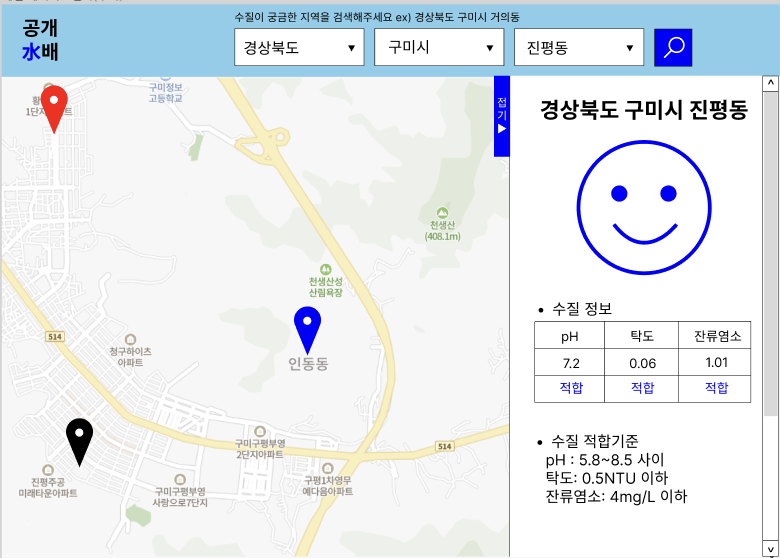 공개
水배
수질이 궁금한 지역을 검색해주세요 ex) 경상북도 구미시 거의동
경상북도 ▼ 구미시 ▼ 진평동 ▼
접
기
▶
구미정보
고등학교
1단지
천생산
(408.1m)
천생산성
산림욕장
인동동
514
청구하이츠
아파트
구미구평부영
2단지아파트
514
진평주공
미래타운아파트
구미구평부영
사랑으로7단지
구평1차영무
예다음아파트
경상북도 구미시 진평동
• 수질 정보
pH 탁도 잔류염소
7.2 0.06 1.01
적합 적합 적합
• 수질 적합기준
pH : 5.8~8.5 사이
탁도: 0.5NTU 이하
잔류염소: 4mg/L 이하